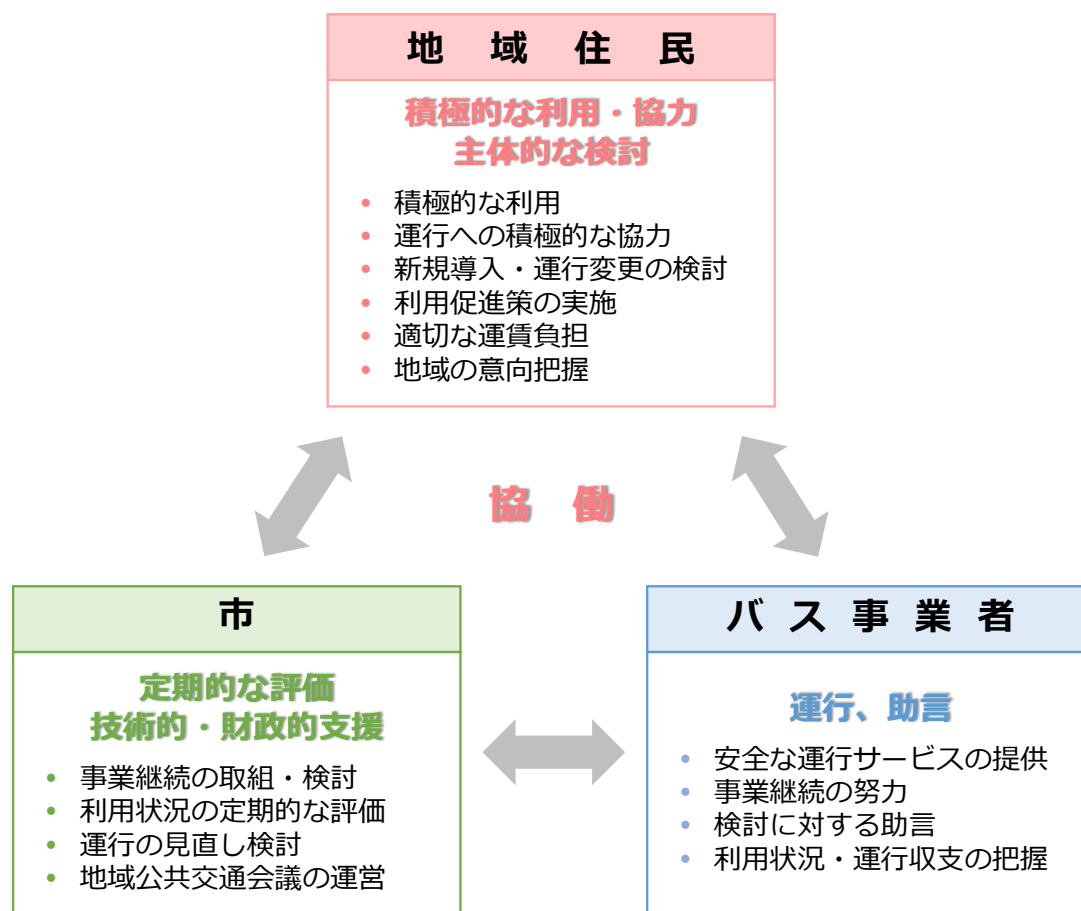 地域住民
積極的な利用・協力
主体的な検討
• 積極的な利用
• 運行への積極的な協力
• 新規導入・運行変更の検討
• 利用促進策の実施
• 適切な運賃負担
• 地域の意向把握
協働
市
定期的な評価
技術的・財政的支援
• 事業継続の取組・検討
• 利用状況の定期的な評価
• 運行の見直し検討
• 地域公共交通会議の運営
バス事業者
運行、助言
• 安全な運行サービスの提供
• 事業継続の努力
• 検討に対する助言
• 利用状況・運行収支の把握